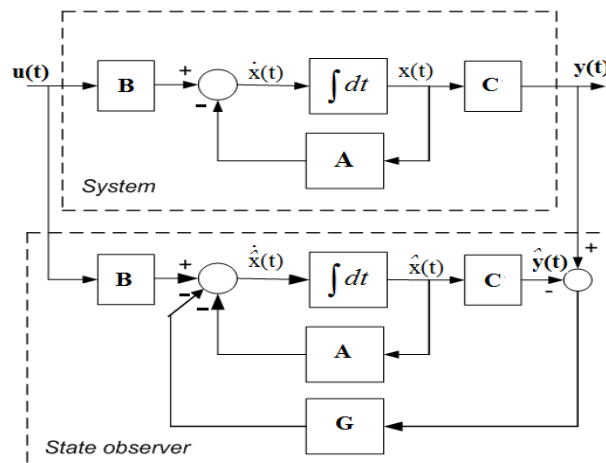 u(t)
B
+
-
ẋ(t)
∫ dt
x(t)
C
y(t)
A
System
B
+
-
-
x̂̇(t)
∫ dt
x̂(t)
C
ŷ(t)
+
-
A
G
State observer